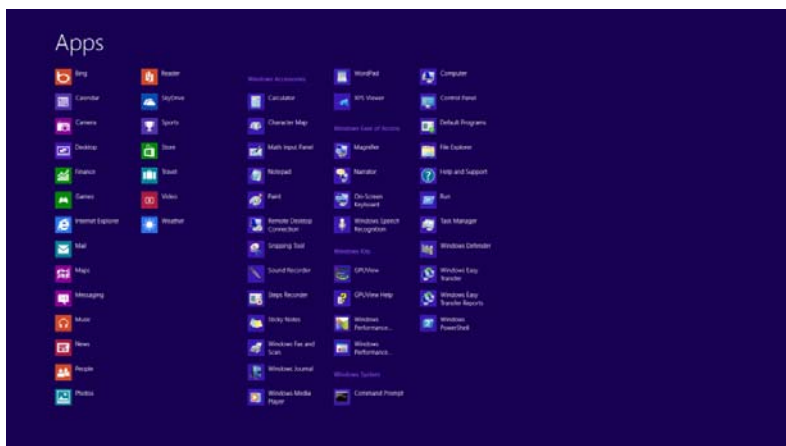 Apps
Bing
Calendar
Camera
Desktop
Finance
Games
Internet Explorer
Mail
Maps
Messaging
Music
News
People
Photos
Reader
SkyDrive
Sports
Store
Travel
Video
Weather
Windows Accessories
Calculator
Character Map
Math Input Panel
Notepad
Paint
Remote Desktop
Connection
Snipping Tool
Sound Recorder
Steps Recorder
Sticky Notes
Windows Fax and
Scan
Windows Journal
Windows Media
Player
WordPad
XPS Viewer
Windows Ease of Access
Magnifier
Narrator
On-Screen
Keyboard
Windows Speech
Recognition
Windows Kits
GPUView
GPUView Help
Windows
Performance...
Windows
Performance...
Windows System
Command Prompt
Computer
Control Panel
Default Programs
File Explorer
Help and Support
Run
Task Manager
Windows Defender
Windows Easy
Transfer
Windows Easy
Transfer Reports
Windows
PowerShell